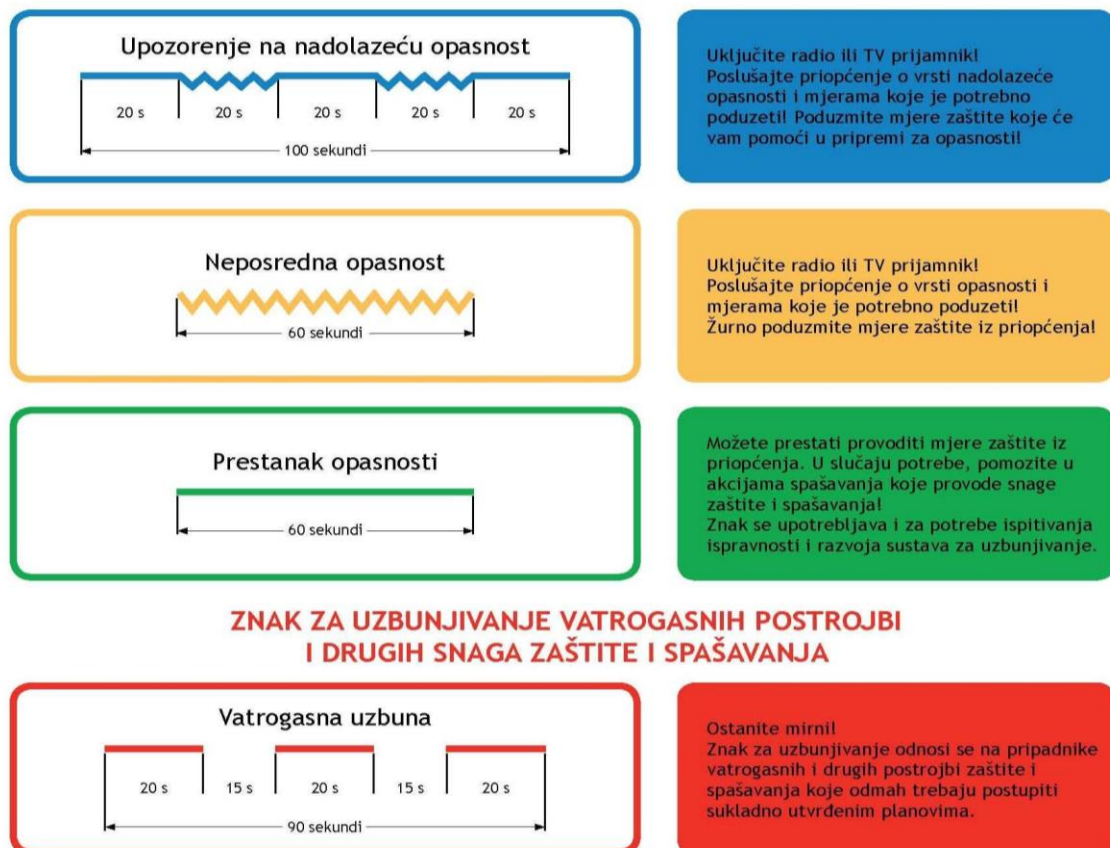 Upozorenje na nadolazeću opasnost
20 s 20 s 20 s 20 s 20 s
100 sekundi
Uključite radio ili TV prijamnik!
Poslušajte priopćenje o vrsti nadolazeće
opasnosti i mjerama koje je potrebno
poduzeti! Poduzmite mjere zaštite koje će
vam pomoći u pripremi za opasnosti!
Neposredna opasnost
60 sekundi
Uključite radio ili TV prijamnik!
Poslušajte priopćenje o vrsti opasnosti i
mjerama koje je potrebno poduzeti!
Žurno poduzmite mjere zaštite iz priopćenja!
Prestanak opasnosti
60 sekundi
Možete prestati provoditi mjere zaštite iz
priopćenja. U slučaju potrebe, pomozite u
akcijama spašavanja koje provode snage
zaštite i spašavanja!
Znak se upotrebljava i za potrebe ispitivanja
ispravnosti i razvoja sustava za uzbunjivanje.
ZNAK ZA UZBUNJIVANJE VATROGASNIH POSTROJBI
I DRUGIH SNAGA ZAŠTITE I SPAŠAVANJA
Vatrogasna uzbuna
20 s 15 s 20 s 15 s 20 s
90 sekundi
Ostanite mirni!
Znak za uzbunjivanje odnosi se na pripadnike
vatrogasnih i drugih postrojbi zaštite i
spašavanja koje odmah trebaju postupiti
sukladno utvrđenim planovima.